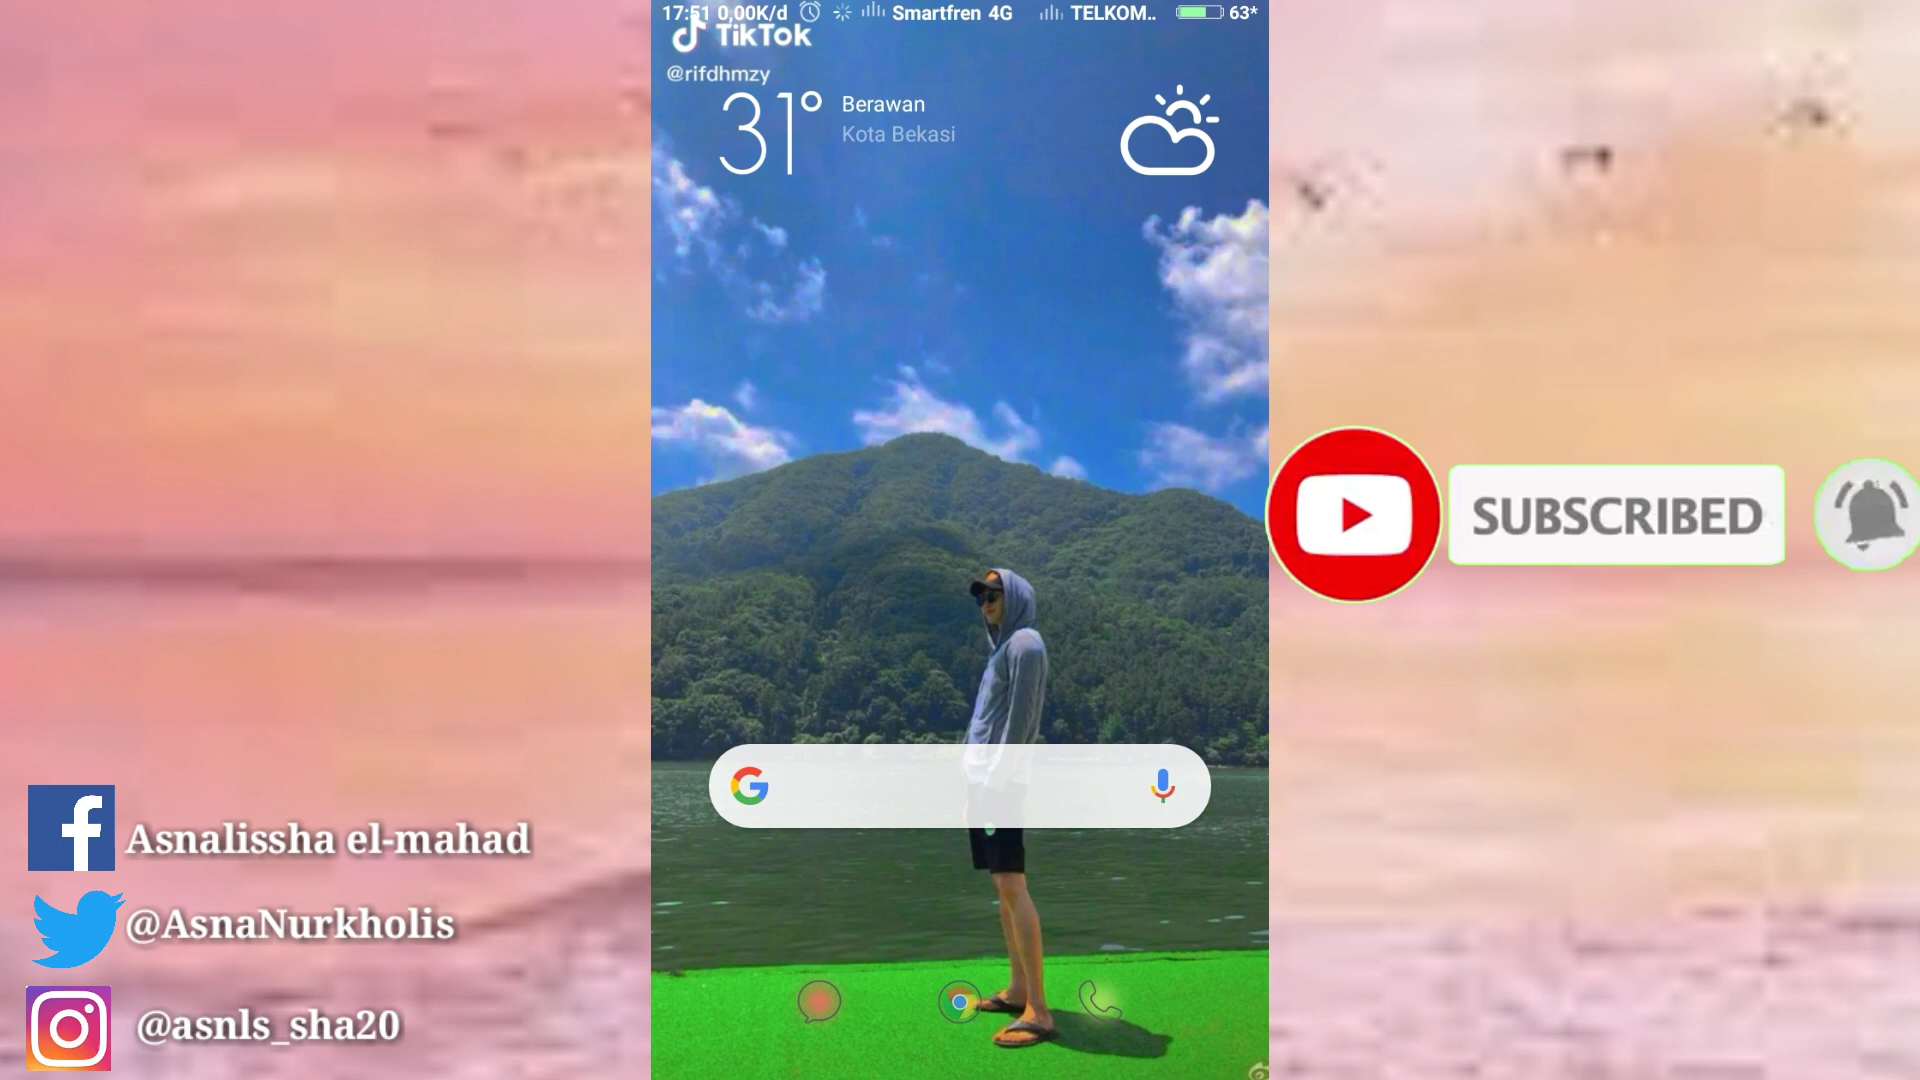 17:51 0,00K/d Smartfren 4G TELKOM.. 63*
TikTok
@rifdhmzy
31° Berawan
Kota Bekasi
SUBSCRIBED
Asnalissha el-mahad
@AsnaNurkholis
@asnls_sha20